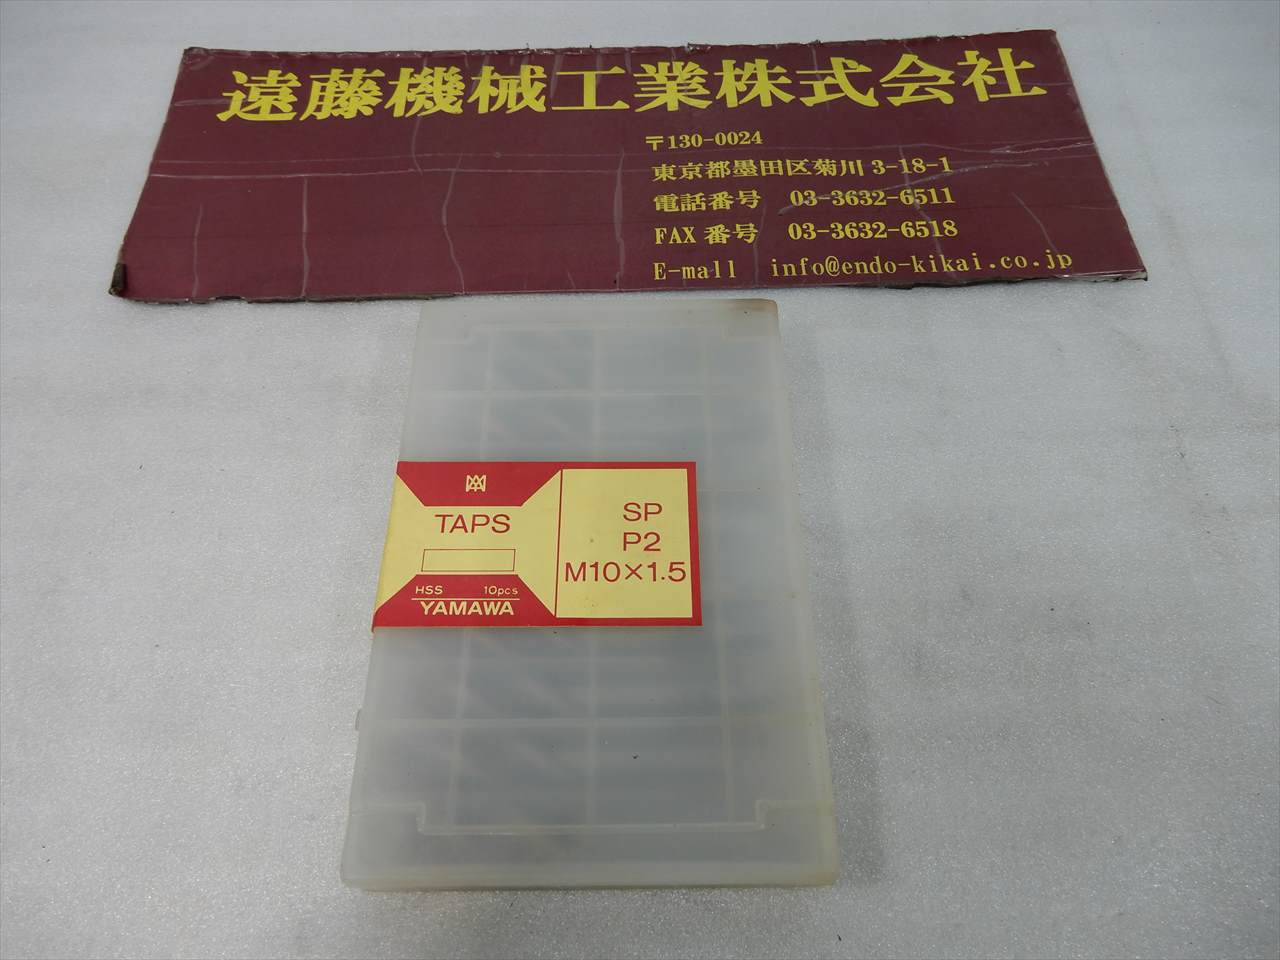 遠藤機械工業株式会社
〒130-0024
東京都墨田区菊川 3-18-1
電話番号 03-3632-6511
FAX 番号 03-3632-6518
E-mall info@endo-kikai.co.jp
TAPS
HSS 10pcs
YAMAWA
SP
P2
M10×1.5